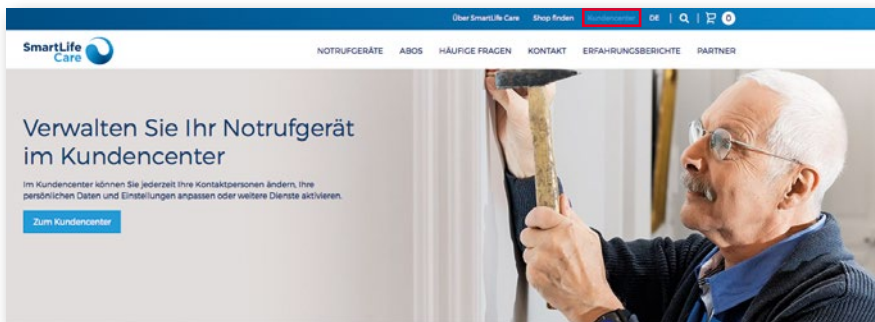 Über SmartLife Care Shop finden Kundencenter DE | | 0
SmartLife
Care
NOTRUFGERÄTE ABOS HÄUFIGE FRAGEN KONTAKT ERFAHRUNGSBERICHTE PARTNER
Verwalten Sie Ihr Notrufgerät
im Kundencenter
Im Kundencenter können Sie jederzeit Ihre Kontaktpersonen ändern, Ihre
persönlichen Daten und Einstellungen anpassen oder weitere Dienste aktivieren.
Zum Kundencenter